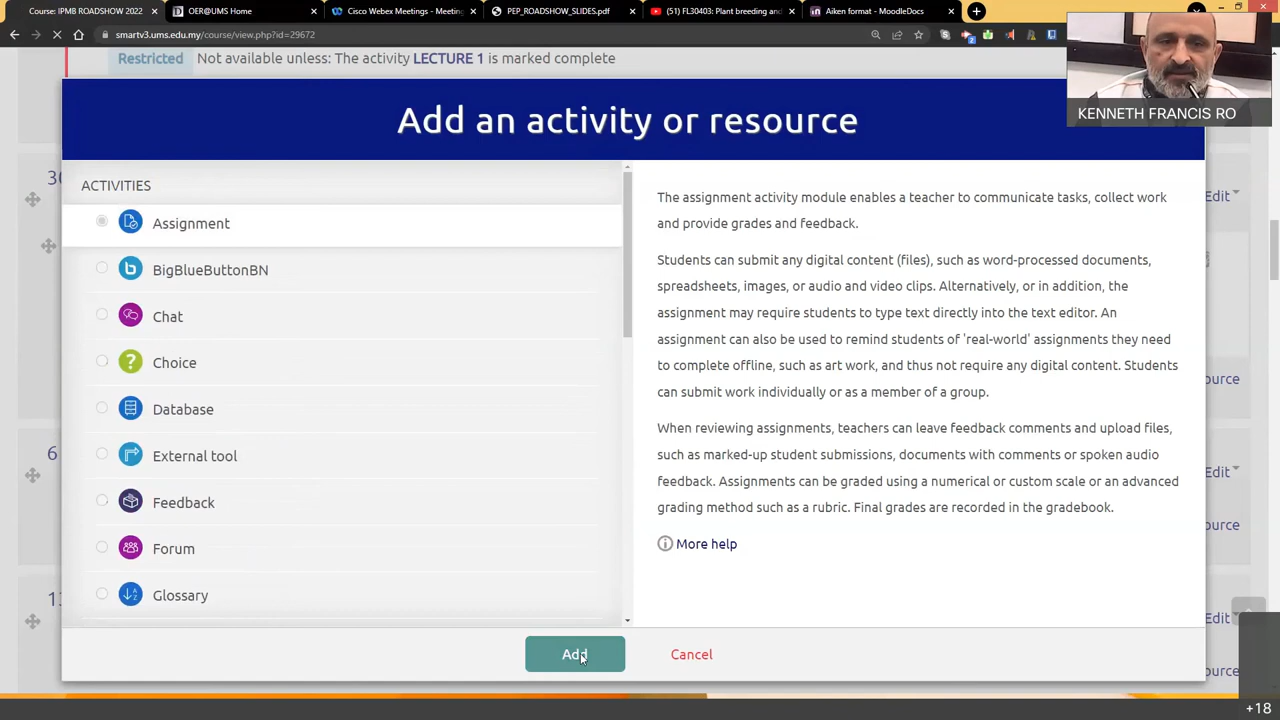 Course: IPMB ROADSHOW 2022
OER@UMS Home
Cisco Webex Meetings - Meeting
PEP_ROADSHOW_SLIDES.pdf
(51) FL30403: Plant breeding and
Aiken format - MoodleDocs
smartv3.ums.edu.my/course/view.php?id=29672
Restricted Not available unless: The activity LECTURE 1 is marked complete
KENNETH FRANCIS RO
Add an activity or resource
ACTIVITIES
Assignment
BigBlueButtonBN
Chat
Choice
Database
External tool
Feedback
Forum
Glossary
The assignment activity module enables a teacher to communicate tasks, collect work
and provide grades and feedback.
Students can submit any digital content (files), such as word-processed documents,
spreadsheets, images, or audio and video clips. Alternatively, or in addition, the
assignment may require students to type text directly into the text editor. An
assignment can also be used to remind students of 'real-world' assignments they need
to complete offline, such as art work, and thus not require any digital content. Students
can submit work individually or as a member of a group.
When reviewing assignments, teachers can leave feedback comments and upload files,
such as marked-up student submissions, documents with comments or spoken audio
feedback. Assignments can be graded using a numerical or custom scale or an advanced
grading method such as a rubric. Final grades are recorded in the gradebook.
More help
Add
Cancel
30
Edit
ource
6
Edit
ource
1
Edit
ource
+18